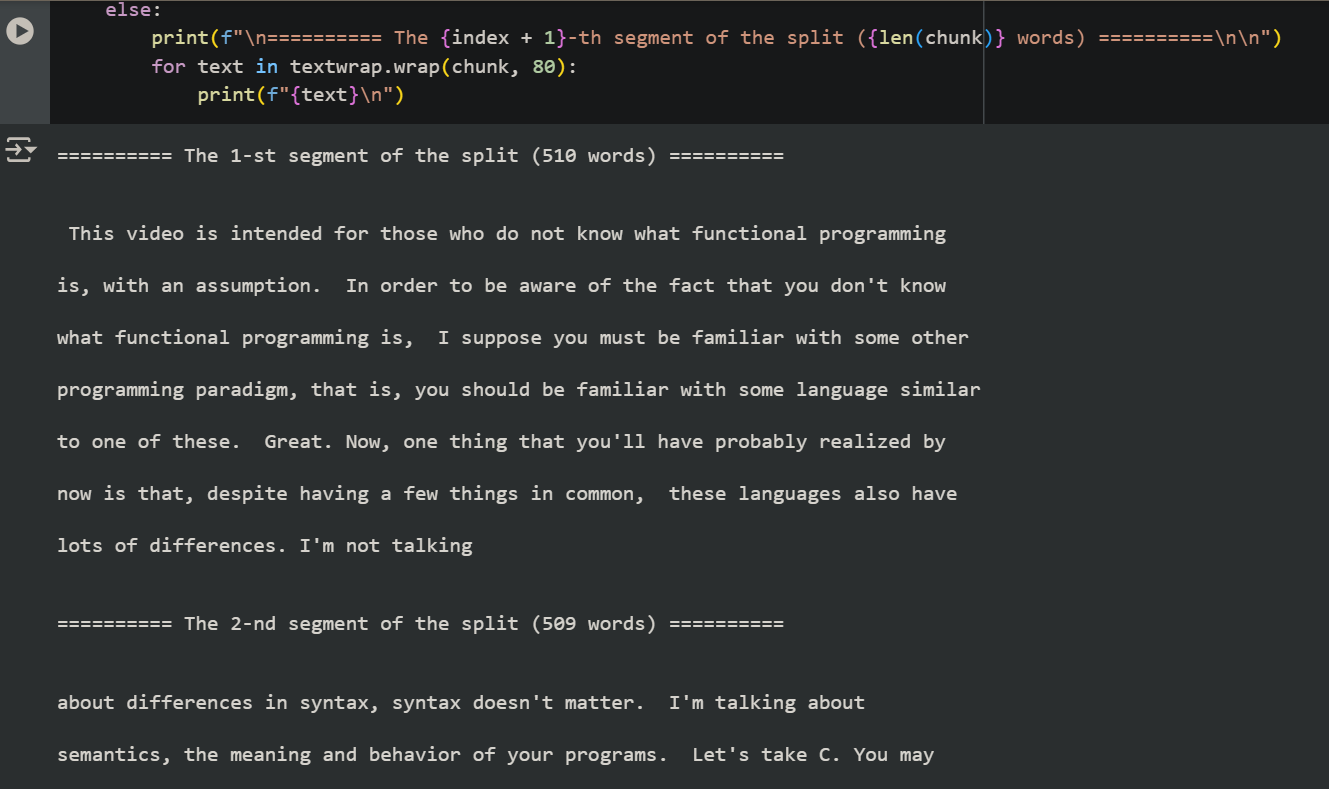 else:
print(f"\n========== The {index + 1}-th segment of the split ({len(chunk)} words) ==========\n\n")
for text in textwrap.wrap(chunk, 80):
print(f"{text}\n")
========== The 1-st segment of the split (510 words) ==========
This video is intended for those who do not know what functional programming
is, with an assumption.  In order to be aware of the fact that you don't know
what functional programming is,  I suppose you must be familiar with some other
programming paradigm, that is, you should be familiar with some language similar
to one of these.  Great. Now, one thing that you'll have probably realized by
now is that, despite having a few things in common,  these languages also have
lots of differences. I'm not talking
========== The 2-nd segment of the split (509 words) ==========
about differences in syntax, syntax doesn't matter.  I'm talking about
semantics, the meaning and behavior of your programs.  Let's take C. You may